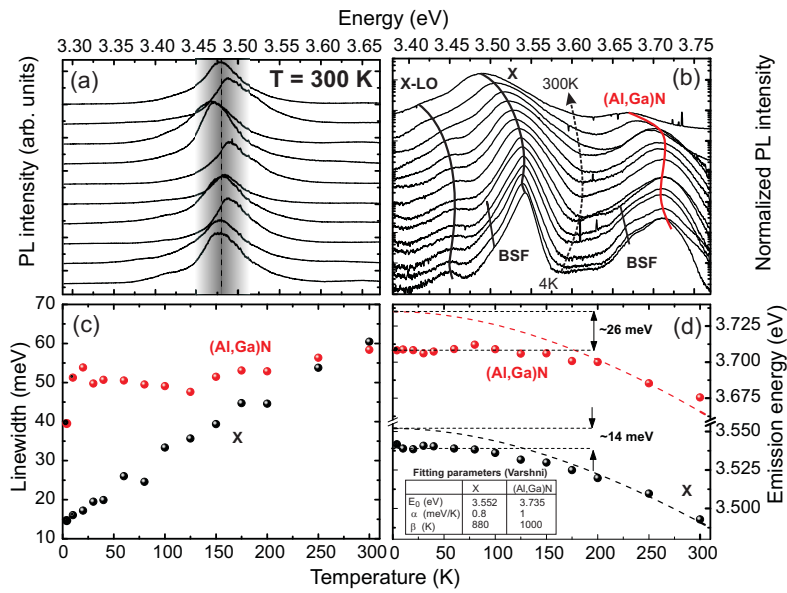 Energy (eV)
3.30 3.40 3.45 3.50 3.55 3.65
3.40 3.45 3.50 3.55 3.60 3.65 3.70 3.75
(a)
T = 300 K
PL intensity (arb. units)
X-LO
X
300K
(b)
(Al,Ga)N
BSF
BSF
4K
Normalized PL intensity
70
60
50
40
30
20
10
Linewidth (meV)
(c)
(Al,Ga)N
X
0 50 100 150 200 250 300
(d)
~26 meV
(Al,Ga)N
~14 meV
X
Fitting parameters (Varshni)
X (Al,Ga)N
E0 (eV) 3.552 3.735
α (meV/K) 0.8 1
β (K) 880 1000
3.725
3.700
3.675
3.550
3.525
3.500
Emission energy (eV)
0 50 100 150 200 250 300
Temperature (K)